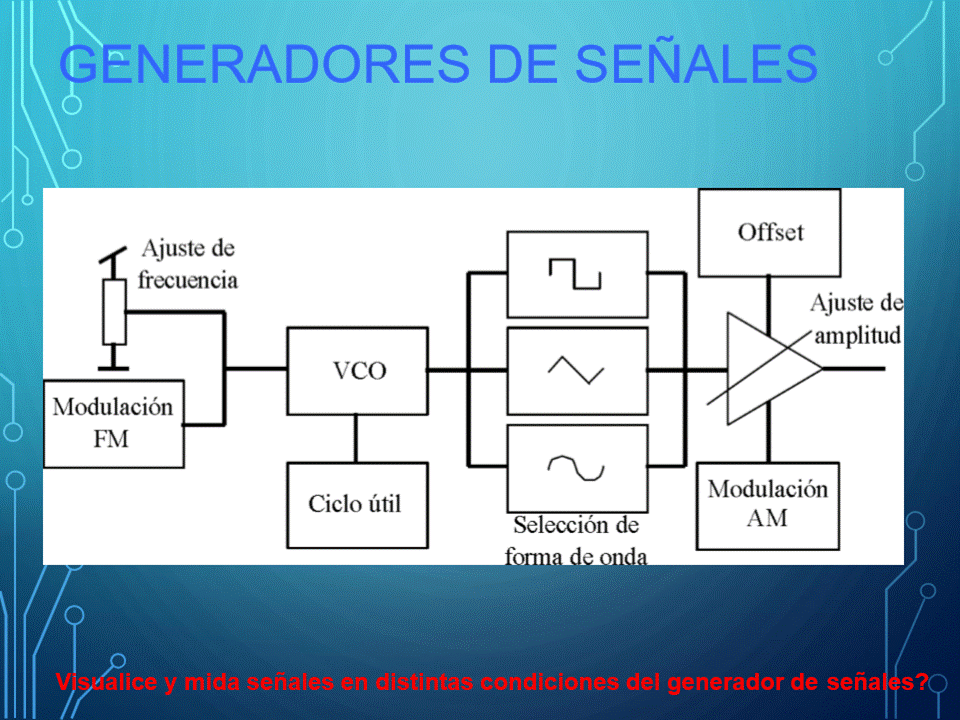 GENERADORES DE SEÑALES
Ajuste de
frecuencia
Modulación
FM
VCO
Ciclo útil
Selección de
forma de onda
Offset
Ajuste de
amplitud
Modulación
AM
Visualice y mida señales en distintas condiciones del generador de señales?